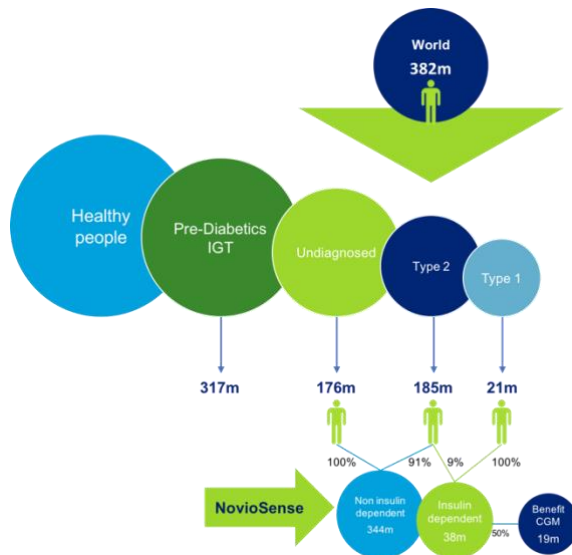 World
382m
Healthy
people
Pre-Diabetics
IGT
Undiagnosed
Type 2
Type 1
317m
176m
185m
21m
100%
91%
9%
100%
NovioSense
Non insulin
dependent
344m
Insulin
dependent
38m
50%
Benefit
CGM
19m